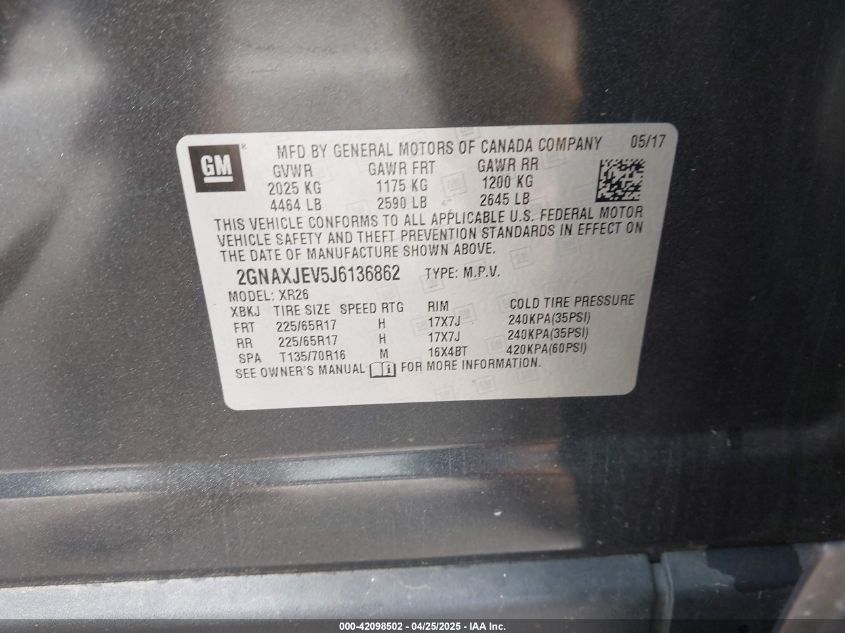 GM
MFD BY GENERAL MOTORS OF CANADA COMPANY 05/17
GVWR GAWR FRT GAWR RR
2025 KG 1175 KG 1200 KG
4464 LB 2590 LB 2645 LB
THIS VEHICLE CONFORMS TO ALL APPLICABLE U.S. FEDERAL MOTOR
VEHICLE SAFETY AND THEFT PREVENTION STANDARDS IN EFFECT ON
THE DATE OF MANUFACTURE SHOWN ABOVE.
2GNAXJEV5J6136862 TYPE: M.P.V.
MODEL: XR26
XBKJ TIRE SIZE SPEED RTG RIM COLD TIRE PRESSURE
FRT 225/65R17 H 17X7J 240KPA(35PSI)
RR 225/65R17 H 17X7J 240KPA(35PSI)
SPA T135/70R16 M 16X4BT 420KPA(60PSI)
SEE OWNER'S MANUAL i FOR MORE INFORMATION.
000-42098502 - 04/25/2025 - IAA Inc.